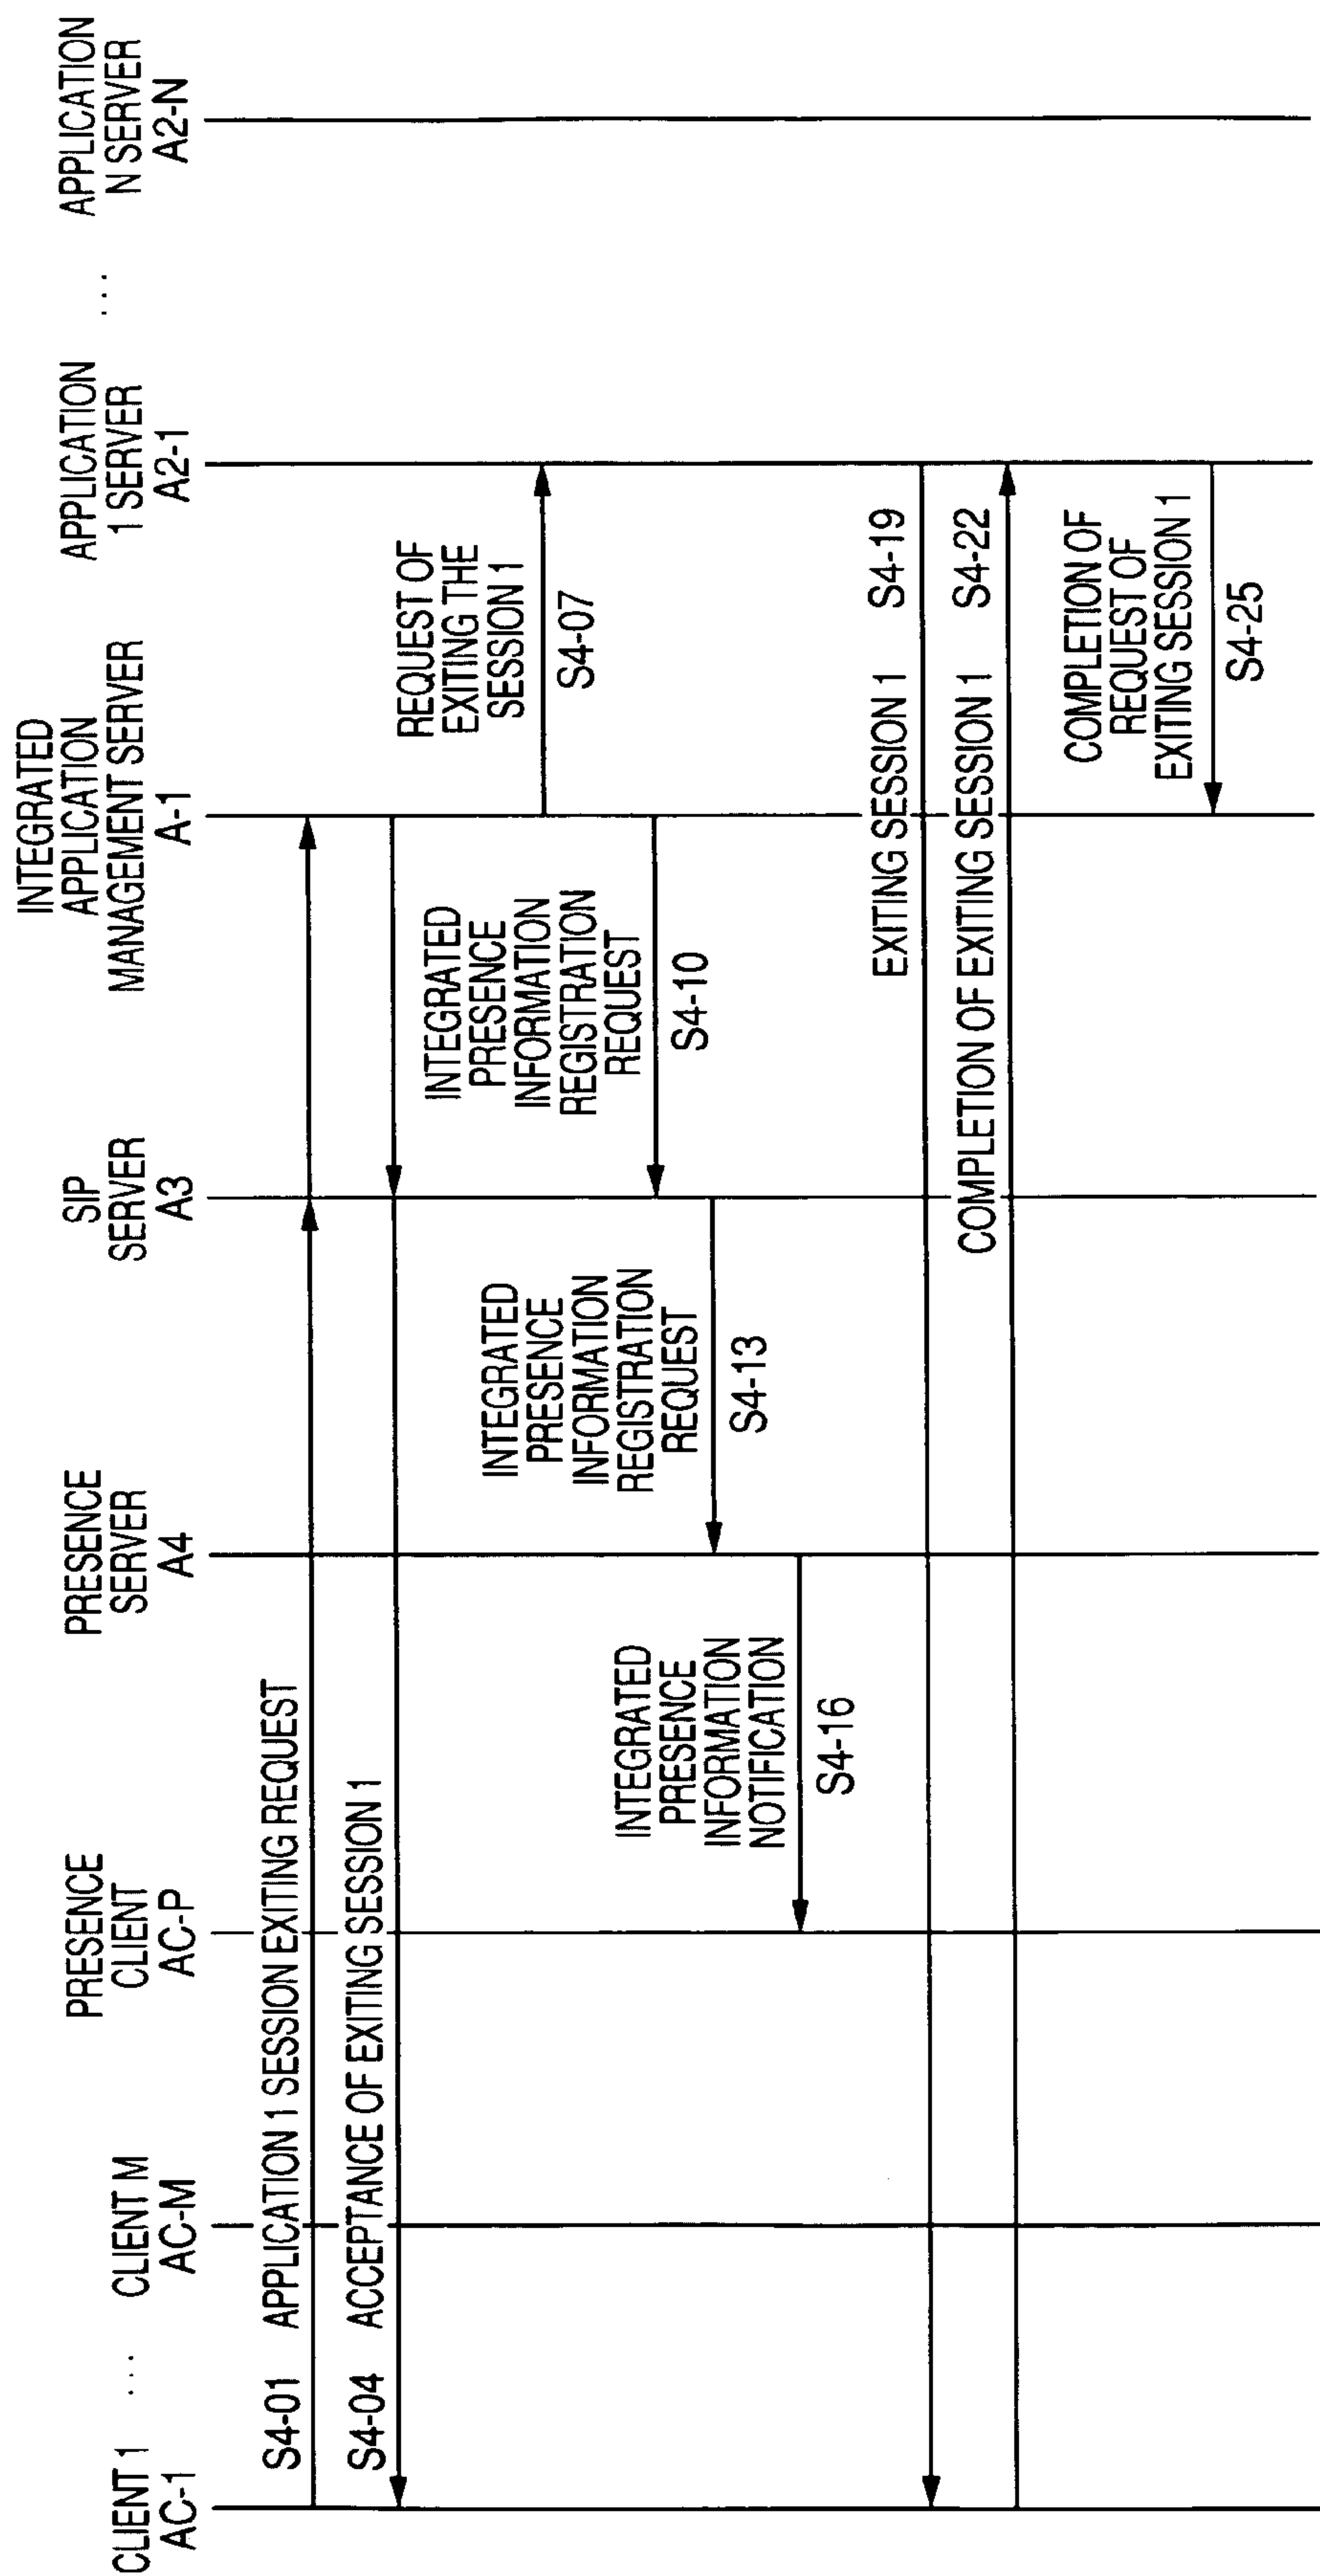 CLIENT 1
AC-1
...
CLIENT M
AC-M
PRESENCE
CLIENT
AC-P
PRESENCE
SERVER
A4
SIP
SERVER
A3
INTEGRATED
APPLICATION
MANAGEMENT SERVER
A-1
APPLICATION
1 SERVER
A2-1
...
APPLICATION
N SERVER
A2-N
S4-01 APPLICATION 1 SESSION EXITING REQUEST
S4-04 ACCEPTANCE OF EXITING SESSION 1
REQUEST OF
EXITING THE
SESSION 1
S4-07
INTEGRATED
PRESENCE
INFORMATION
REGISTRATION
REQUEST
S4-10
INTEGRATED
PRESENCE
INFORMATION
REGISTRATION
REQUEST
S4-13
INTEGRATED
PRESENCE
INFORMATION
NOTIFICATION
S4-16
EXITING SESSION 1 S4-19
COMPLETION OF EXITING SESSION 1 S4-22
COMPLETION OF
REQUEST OF
EXITING SESSION 1
S4-25